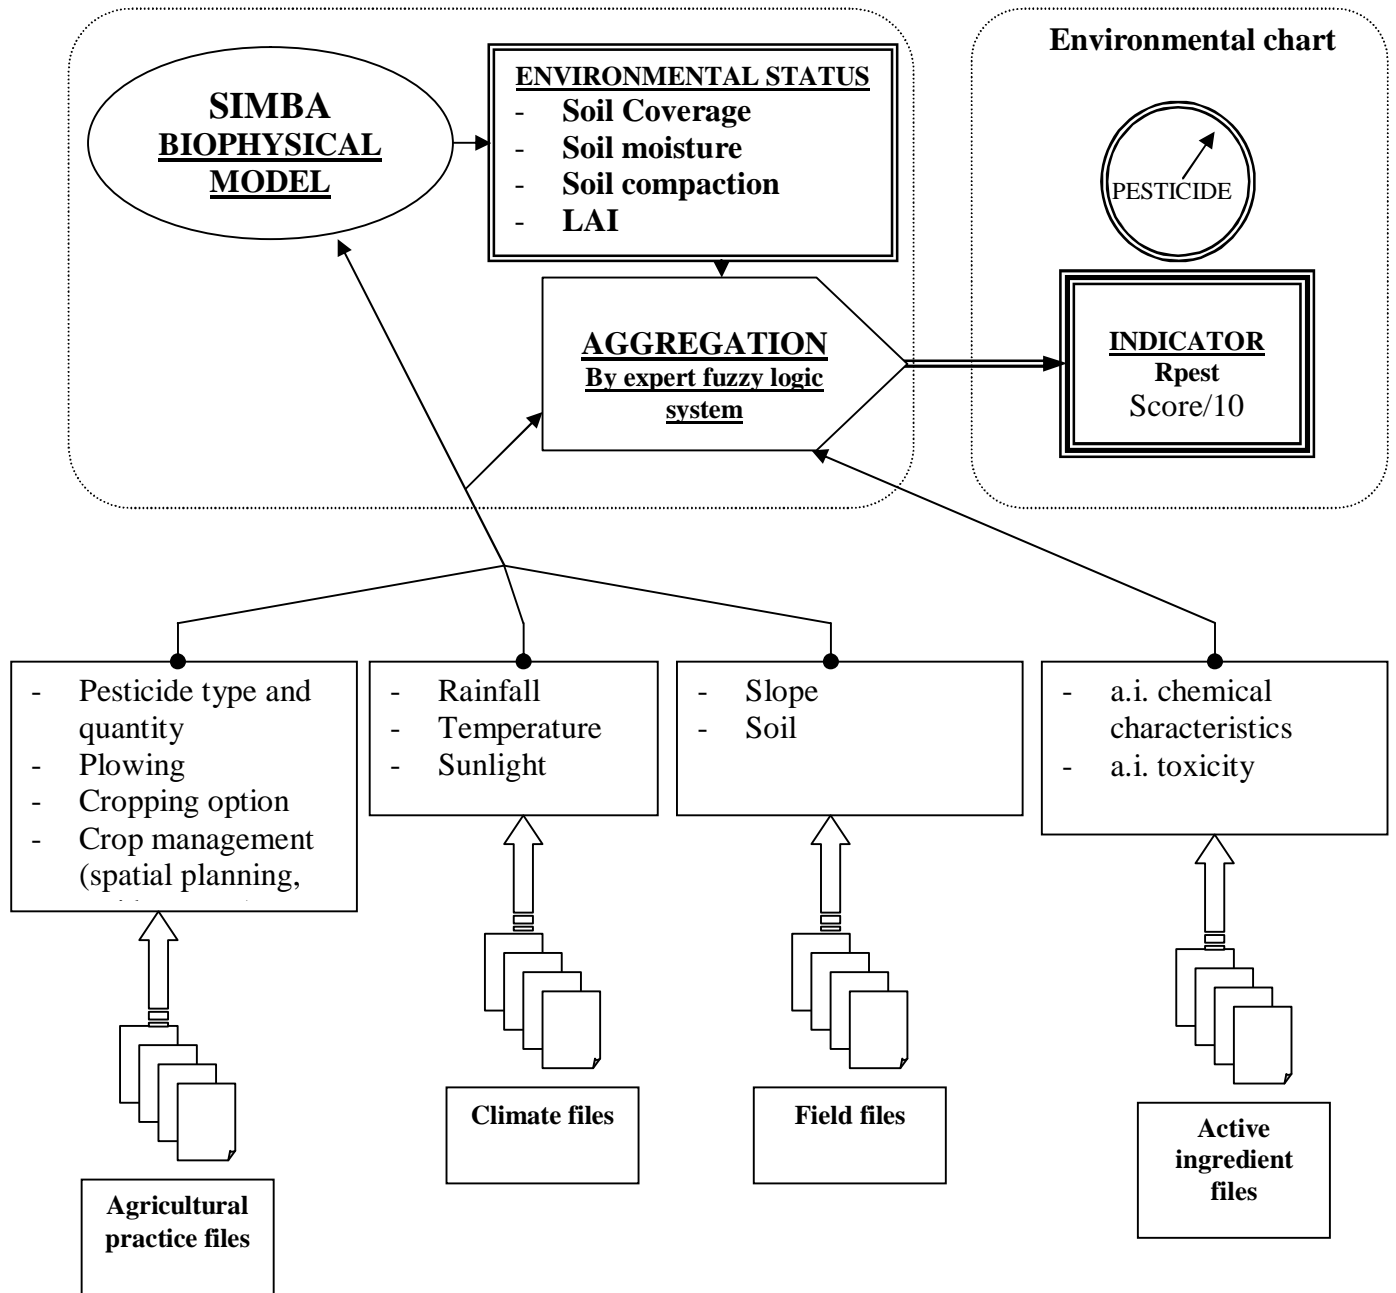 SIMBA
BIOPHYSICAL
MODEL
ENVIRONMENTAL STATUS
- Soil Coverage
- Soil moisture
- Soil compaction
- LAI
AGGREGATION
By expert fuzzy logic
system
Environmental chart
PESTICIDE
INDICATOR
Rpest
Score/10
- Pesticide type and
quantity
- Plowing
- Cropping option
- Crop management
(spatial planning,
- Rainfall
- Temperature
- Sunlight
- Slope
- Soil
- a.i. chemical
characteristics
- a.i. toxicity
Agricultural
practice files
Climate files
Field files
Active
ingredient
files